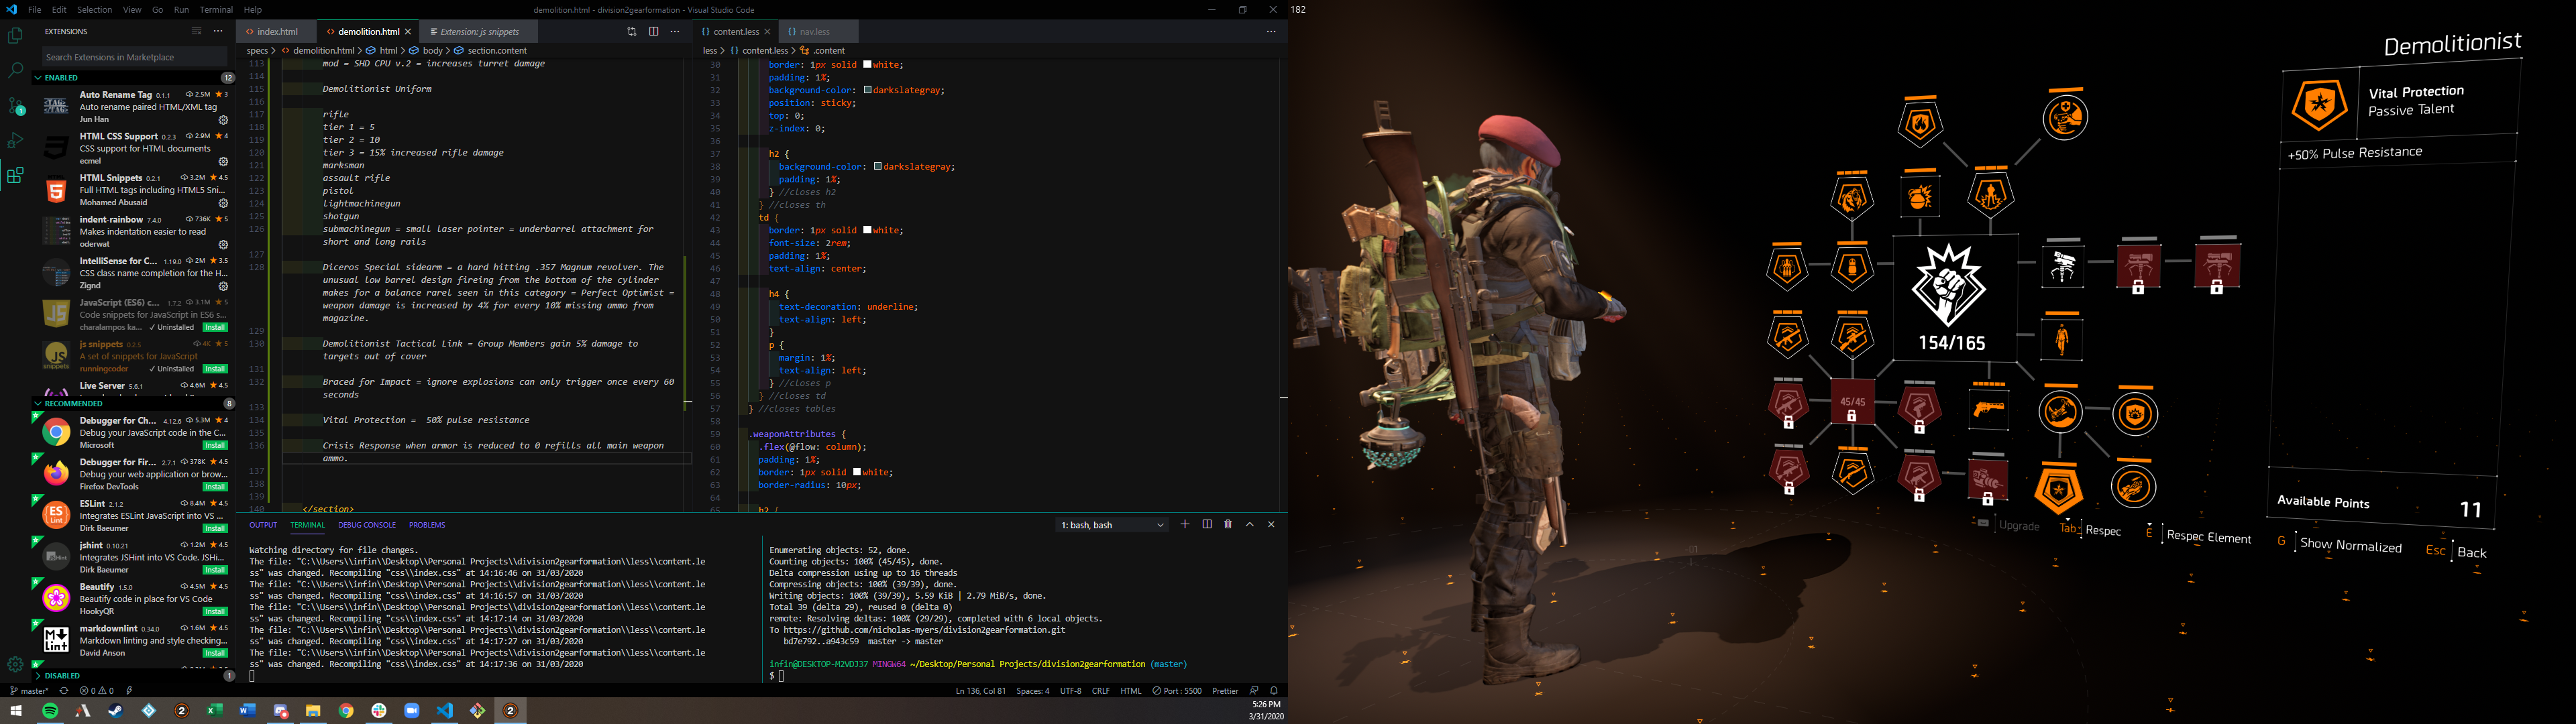 File Edit Selection View Go Run Terminal Help
demolition.html - division2gearformation - Visual Studio Code
EXTENSIONS
Search Extensions in Marketplace
ENABLED 12
Auto Rename Tag 0.1.1 2.5M 3
Auto rename paired HTML/XML tag
Jun Han
HTML CSS Support 0.2.3 2.9M 4
CSS support for HTML documents
ecmel
HTML Snippets 0.2.1 3.2M 4.5
Full HTML tags including HTML5 Sni...
Mohamed Abusaid
indent-rainbow 7.4.0 736K 5
Makes indentation easier to read
oderwat
IntelliSense for C... 1.19.0 2M 3.5
CSS class name completion for the H...
Zignd
JavaScript (ES6) c... 1.7.2 3.1M 5
Code snippets for JavaScript in ES6 s...
charalampos ka... ✓ Uninstalled Install
js snippets 0.2.5 4K 5
A set of snippets for JavaScript
runningcoder ✓ Uninstalled Install
Live Server 5.6.1 4.6M 4.5
RECOMMENDED 8
Debugger for Ch... 4.12.6 5.3M 4
Debug your JavaScript code in the C...
Microsoft Install
Debugger for Fir... 2.7.1 378K 4.5
Debug your web application or brow...
Firefox DevTools Install
ESLint 2.1.2 8.4M 4.5
Integrates ESLint JavaScript into VS ...
Dirk Baeumer Install
jshint 0.10.21 1.2M 4.5
Integrates JSHint into VS Code. JSHi...
Dirk Baeumer Install
Beautify 1.5.0 4.5M 4.5
Beautify code in place for VS Code
HookyQR Install
markdownlint 0.34.0 1.6M 4.5
Markdown linting and style checking...
David Anson Install
DISABLED 1
index.html demolition.html Extension: js snippets
specs > demolition.html > html > body > section.content
113 mod = SHD CPU v.2 = increases turret damage
114
115 Demolitionist Uniform
116
117 rifle
118 tier 1 = 5
119 tier 2 = 10
120 tier 3 = 15% increased rifle damage
121 marksman
122 assault rifle
123 pistol
124 lightmachinegun
125 shotgun
126 submachinegun = small laser pointer = underbarrel attachment for
short and long rails
127
128 Diceros Special sidearm = a hard hitting .357 Magnum revolver. The
unusual low barrel design fireing from the bottom of the cylinder
makes for a balance rarel seen in this category = Perfect Optimist =
weapon damage is increased by 4% for every 10% missing ammo from
magazine.
129
130 Demolitionist Tactical Link = Group Members gain 5% damage to
targets out of cover
131
132 Braced for Impact = ignore explosions can only trigger once every 60
seconds
133
134 Vital Protection = 50% pulse resistance
135
136 Crisis Response when armor is reduced to 0 refills all main weapon
ammo.
137
138
139
140 </section>
content.less nav.less
less > content.less > .content
30 border: 1px solid white;
31 padding: 1%;
32 background-color: darkslategray;
33 position: sticky;
34 top: 0;
35 z-index: 0;
36
37 h2 {
38 background-color: darkslategray;
39 padding: 1%;
40 } //closes h2
41 } //closes th
42 td {
43 border: 1px solid white;
44 font-size: 2rem;
45 padding: 1%;
46 text-align: center;
47
48 h4 {
49 text-decoration: underline;
50 text-align: left;
51 }
52 p {
53 margin: 1%;
54 text-align: left;
55 } //closes p
56 } //closes td
57 } //closes tables
58
59 .weaponAttributes {
60 .flex(@flow: column);
61 padding: 1%;
62 border: 1px solid white;
63 border-radius: 10px;
64
65 h2 {
OUTPUT TERMINAL DEBUG CONSOLE PROBLEMS
1: bash, bash
Watching directory for file changes.
The file: "C:\\Users\\infin\\Desktop\\Personal Projects\\division2gearformation\\less\\content.le
ss" was changed. Recompiling "css\\index.css" at 14:16:46 on 31/03/2020
The file: "C:\\Users\\infin\\Desktop\\Personal Projects\\division2gearformation\\less\\content.le
ss" was changed. Recompiling "css\\index.css" at 14:16:57 on 31/03/2020
The file: "C:\\Users\\infin\\Desktop\\Personal Projects\\division2gearformation\\less\\content.le
ss" was changed. Recompiling "css\\index.css" at 14:17:14 on 31/03/2020
The file: "C:\\Users\\infin\\Desktop\\Personal Projects\\division2gearformation\\less\\content.le
ss" was changed. Recompiling "css\\index.css" at 14:17:27 on 31/03/2020
The file: "C:\\Users\\infin\\Desktop\\Personal Projects\\division2gearformation\\less\\content.le
ss" was changed. Recompiling "css\\index.css" at 14:17:36 on 31/03/2020
Enumerating objects: 52, done.
Counting objects: 100% (45/45), done.
Delta compression using up to 16 threads
Compressing objects: 100% (39/39), done.
Writing objects: 100% (39/39), 5.59 KiB | 2.79 MiB/s, done.
Total 39 (delta 29), reused 0 (delta 0)
remote: Resolving deltas: 100% (29/29), completed with 6 local objects.
To https://github.com/nicholas-myers/division2gearformation.git
bd7e792..a943c59 master -> master
infin@DESKTOP-M2VDJ37 MINGW64 ~/Desktop/Personal Projects/division2gearformation (master)
$
master* 0 0 Ln 136, Col 81 Spaces: 4 UTF-8 CRLF HTML Port : 5500 Prettier
5:26 PM
3/31/2020
182
Demolitionist
Vital Protection
Passive Talent
+50% Pulse Resistance
154/165
45/45
Available Points 11
Upgrade Tab Respec E Respec Element G Show Normalized Esc Back